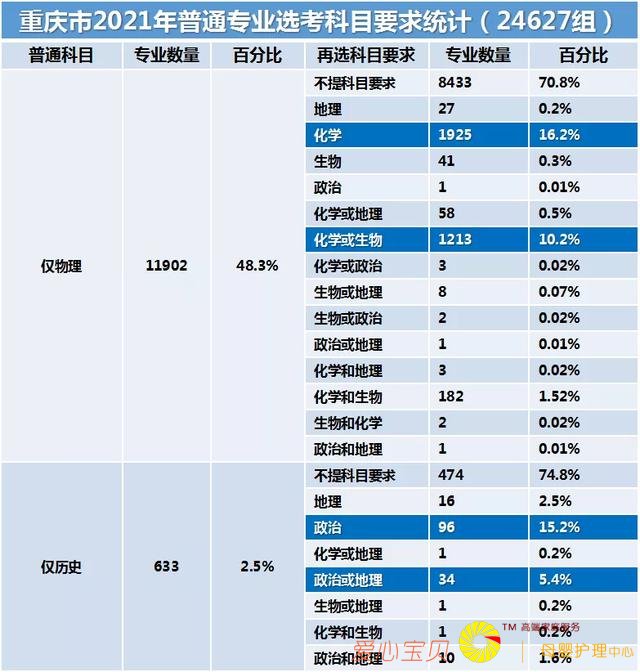 重庆市2021年普通专业选考科目要求统计（24627组）
普通科目 专业数量 百分比 再选科目要求 专业数量 百分比
不提科目要求 8433 70.8%
地理 27 0.2%
化学 1925 16.2%
生物 41 0.3%
政治 1 0.01%
化学或地理 58 0.5%
化学或生物 1213 10.2%
仅物理 11902 48.3% 化学或政治 3 0.02%
生物或地理 8 0.07%
生物或政治 2 0.02%
政治或地理 1 0.01%
化学和地理 3 0.02%
化学和生物 182 1.52%
生物和化学 2 0.02%
政治和地理 1 0.01%
不提科目要求 474 74.8%
地理 16 2.5%
政治 96 15.2%
化学或地理 1 0.2%
仅历史 633 2.5% 政治或地理 34 5.4%
生物或地理 1 0.2%
化学和生物 1 0.2%
政治和地理 10 1.6%
TM 高端家庭服务
爱心宝贝 母婴护理中心